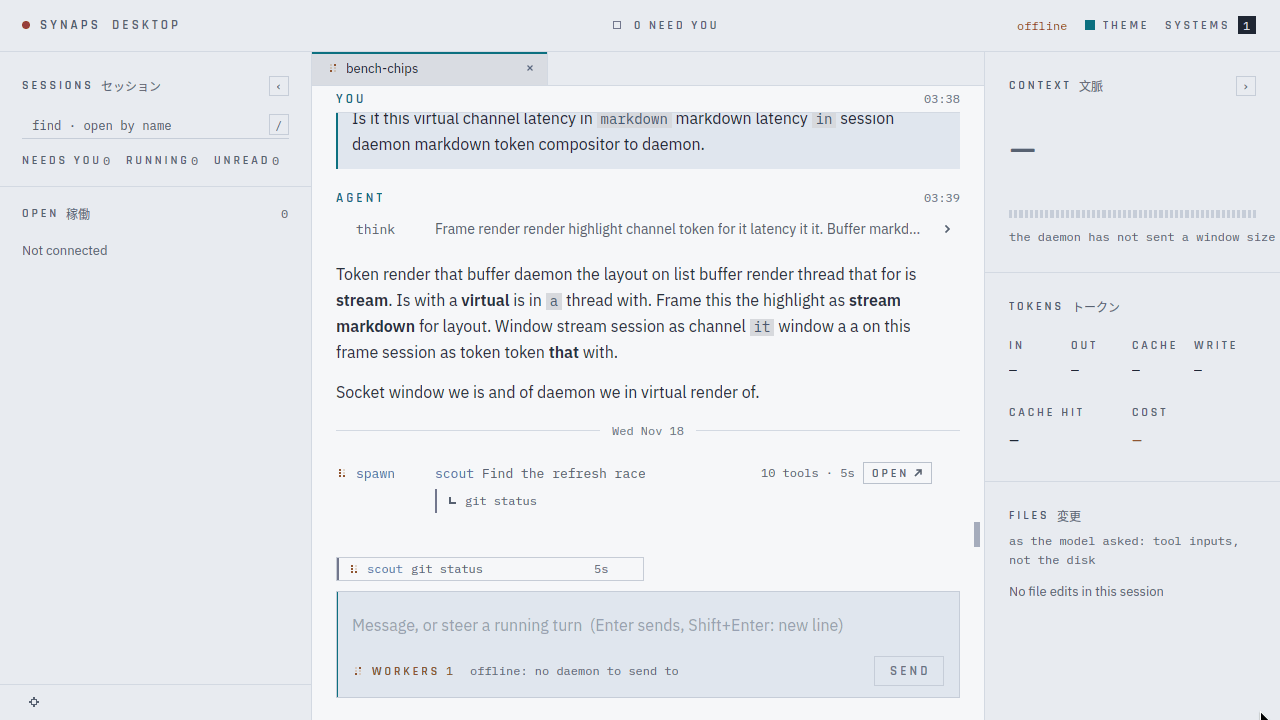 SYNAPS DESKTOP
0 NEED YOU
offline
THEME
SYSTEMS 1
SESSIONS セッション
‹
find · open by name
/
NEEDS YOU 0 RUNNING 0 UNREAD 0
OPEN 稼働
0
Not connected
bench-chips
×
YOU
03:38
Is it this virtual channel latency in markdown markdown latency in session
daemon markdown token compositor to daemon.
AGENT
03:39
think
Frame render render highlight channel token for it latency it it. Buffer markd…
Token render that buffer daemon the layout on list buffer render thread that for is
stream. Is with a virtual is in a thread with. Frame this the highlight as stream
markdown for layout. Window stream session as channel it window a a on this
frame session as token token that with.
Socket window we is and of daemon we in virtual render of.
Wed Nov 18
spawn
scout Find the refresh race
10 tools · 5s
OPEN
git status
scout git status
5s
Message, or steer a running turn (Enter sends, Shift+Enter: new line)
WORKERS 1
offline: no daemon to send to
SEND
CONTEXT 文脈
›
—
the daemon has not sent a window size
TOKENS トークン
IN OUT CACHE WRITE
— — — —
CACHE HIT COST
— —
FILES 変更
as the model asked: tool inputs,
not the disk
No file edits in this session